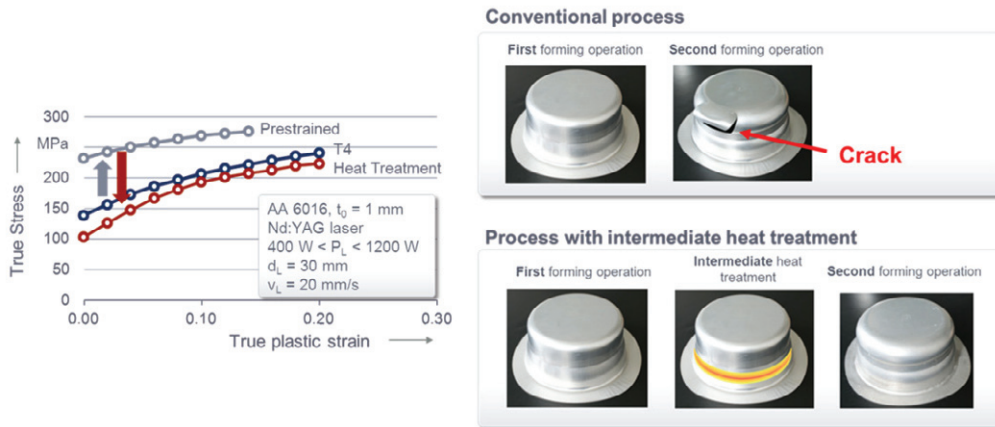 300
MPa
200
150
100
50
0
0.00
0.10
0.20
0.30
True Stress
True plastic strain
Prestrained
T4
Heat Treatment
AA 6016, t₀ = 1 mm
Nd:YAG laser
400 W < P_L < 1200 W
d_L = 30 mm
v_L = 20 mm/s
Conventional process
First forming operation
Second forming operation
Crack
Process with intermediate heat treatment
First forming operation
Intermediate heat
treatment
Second forming operation